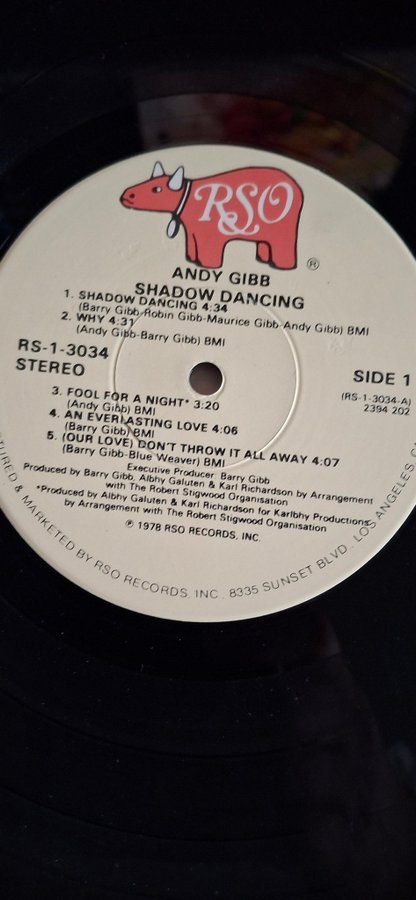 RSO
®
ANDY GIBB
SHADOW DANCING
1. SHADOW DANCING 4:34
(Barry Gibb-Robin Gibb-Maurice Gibb-Andy Gibb) BMI
2. WHY 4:31
(Andy Gibb-Barry Gibb) BMI
RS-1-3034
STEREO
SIDE 1
(RS-1-3034-A)
2394 202
3. FOOL FOR A NIGHT* 3:20
(Andy Gibb) BMI
4. AN EVERLASTING LOVE 4:06
(Barry Gibb) BMI
5. (OUR LOVE) DON'T THROW IT ALL AWAY 4:07
(Barry Gibb-Blue Weaver) BMI
Executive Producer: Barry Gibb
Produced by Barry Gibb, Albhy Galuten & Karl Richardson by Arrangement
with The Robert Stigwood Organisation
*Produced by Albhy Galuten & Karl Richardson for Karlbhy Productions
by Arrangement with The Robert Stigwood Organisation
℗ 1978 RSO RECORDS, INC.
& MARKETED BY RSO RECORDS, INC., 8335 SUNSET BLVD., LOS ANGELES,